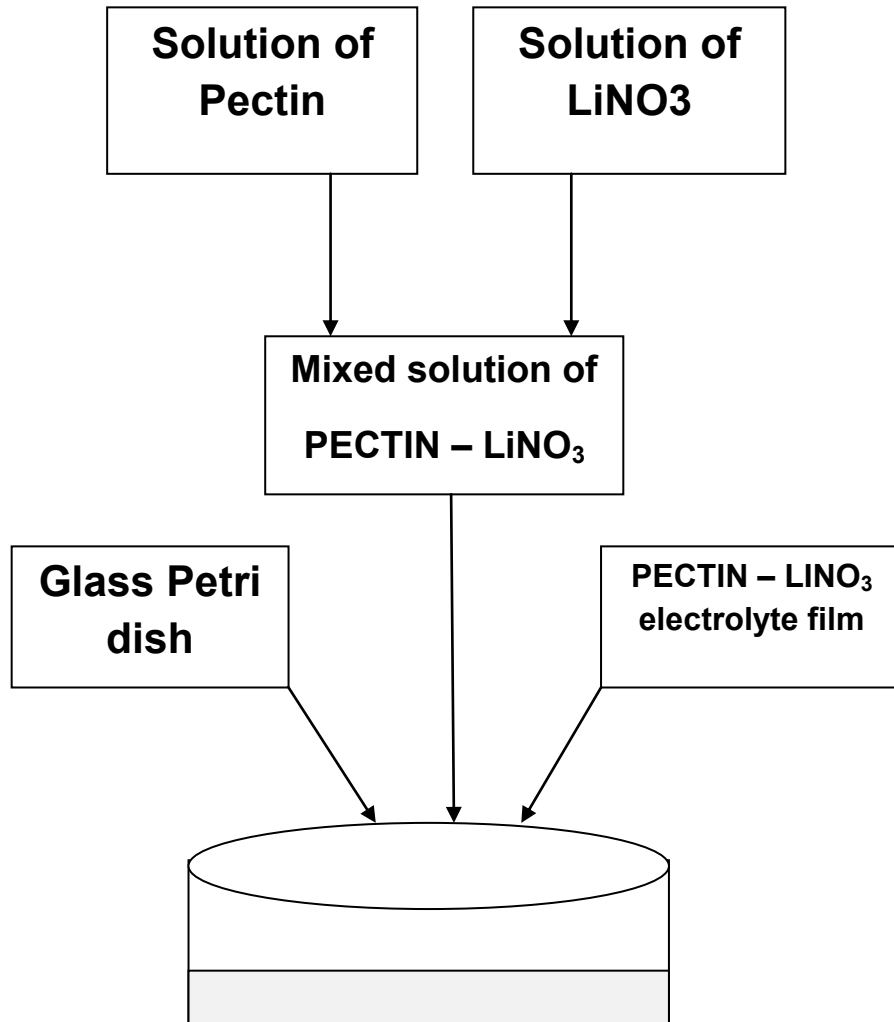 Solution of
Pectin
Solution of
LiNO3
Mixed solution of
PECTIN – LiNO₃
Glass Petri
dish
PECTIN – LINO₃
electrolyte film